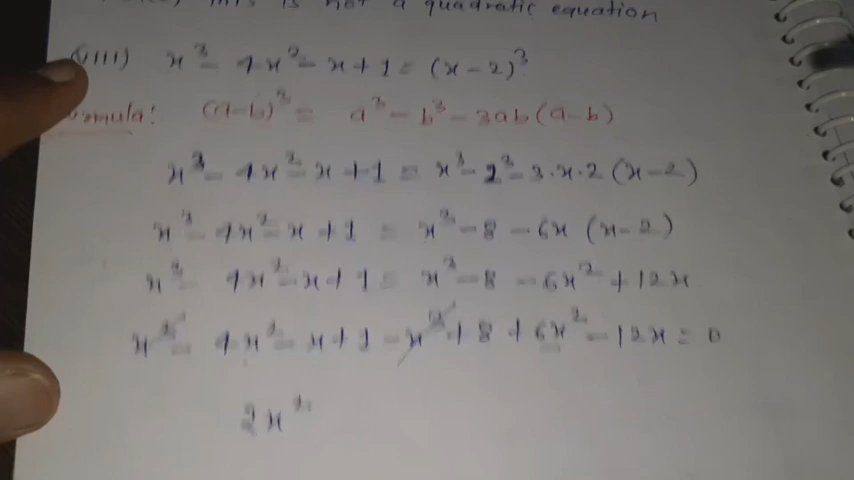 this is not a quadratic equation
(viii) x³ - 4x² - x + 1 = (x - 2)³
Formula: (a-b)³ = a³ - b³ - 3ab (a-b)
x³ - 4x² - x + 1 = x³ - 2³ - 3·x·2 (x-2)
x³ - 4x² - x + 1 = x³ - 8 - 6x (x-2)
x³ - 4x² - x + 1 = x³ - 8 - 6x² + 12x
x³ - 4x² - x + 1 - x³ + 8 + 6x² - 12x = 0
2x²